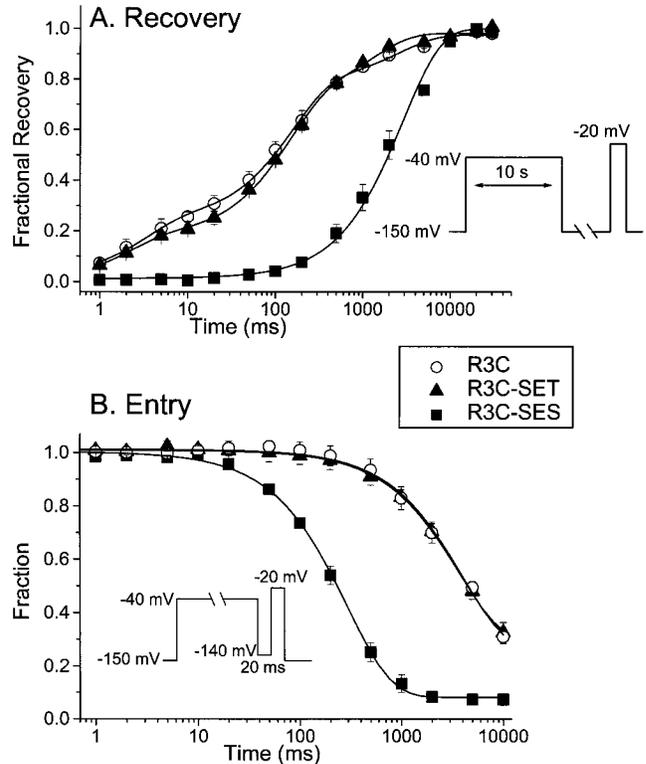 A. Recovery
1.0
0.8
0.6
0.4
0.2
0.0
Fractional Recovery
1 10 100 1000 10000
Time (ms)
-20 mV
-40 mV
10 s
-150 mV
R3C
R3C-SET
R3C-SES
B. Entry
1.0
0.8
0.6
0.4
0.2
0.0
Fraction
-20 mV
-40 mV
-140 mV
-150 mV
20 ms
1 10 100 1000 10000
Time (ms)